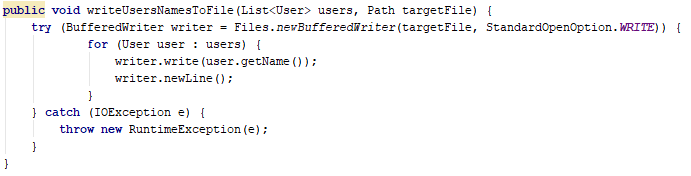 public void writeUsersNamesToFile(List<User> users, Path targetFile) {
    try (BufferedWriter writer = Files.newBufferedWriter(targetFile, StandardOpenOption.WRITE)) {
            for (User user : users) {
                writer.write(user.getName());
                writer.newLine();
            }
    } catch (IOException e) {
        throw new RuntimeException(e);
    }
}